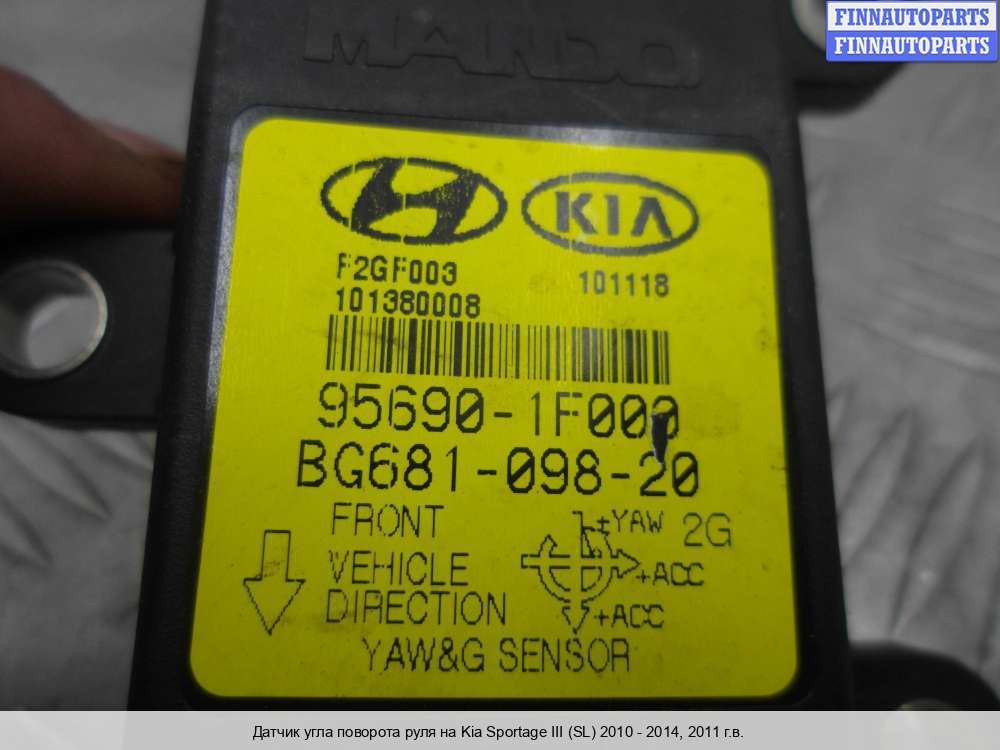 FINNAUTOPARTS
FINNAUTOPARTS
MANDO
KIA
F2GF003
101118
101380008
95690-1F000
BG681-098-20
FRONT
VEHICLE
DIRECTION
±YAW 2G
+ACC
+ACC
YAW&G SENSOR
Датчик угла поворота руля на Kia Sportage III (SL) 2010 - 2014, 2011 г.в.